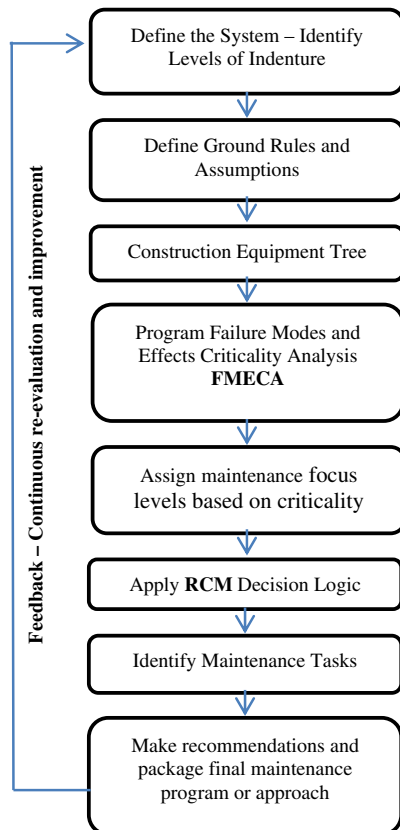 Define the System – Identify
Levels of Indenture
Define Ground Rules and
Assumptions
Construction Equipment Tree
Program Failure Modes and
Effects Criticality Analysis
FMECA
Assign maintenance focus
levels based on criticality
Apply RCM Decision Logic
Identify Maintenance Tasks
Make recommendations and
package final maintenance
program or approach
Feedback – Continuous re-evaluation and improvement